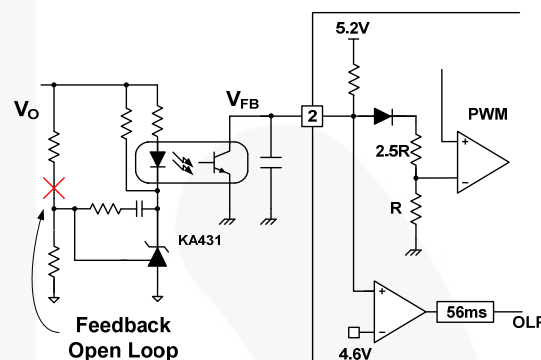 5.2V
VO
VFB
2
PWM
2.5R
R
KA431
Feedback
Open Loop
56ms
4.6V